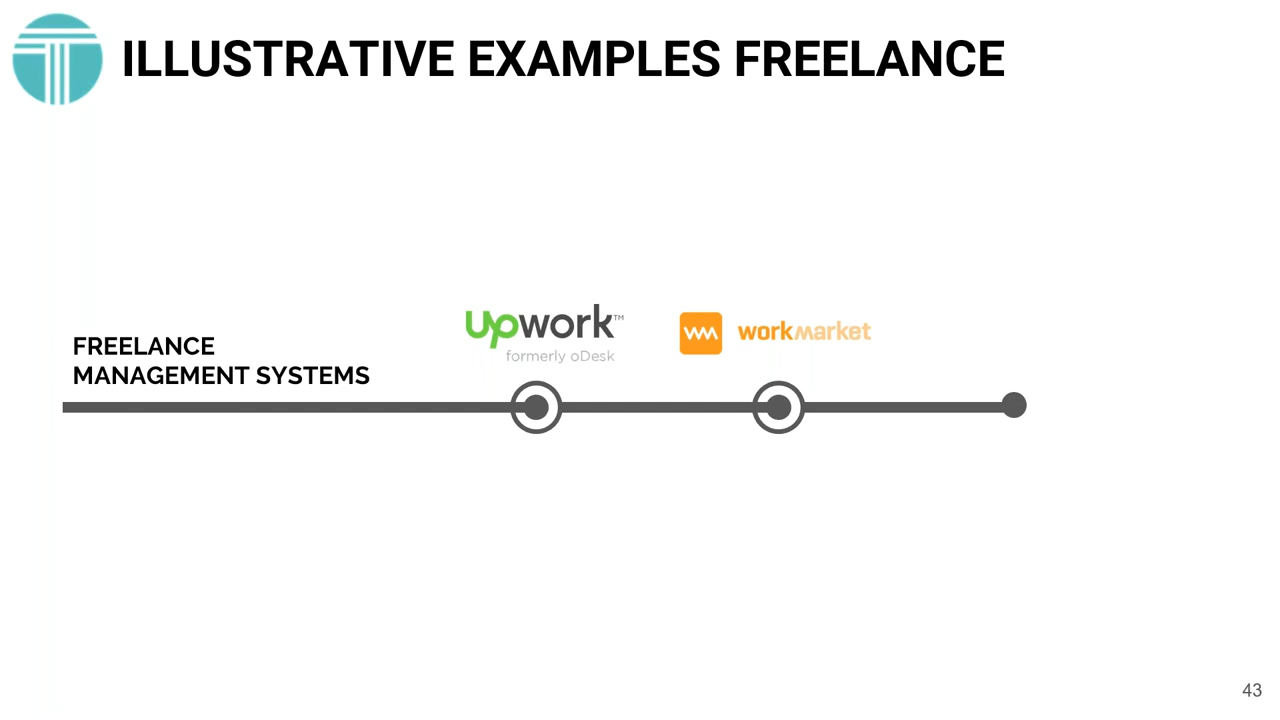 ILLUSTRATIVE EXAMPLES FREELANCE
upwork™
formerly oDesk
workmarket
FREELANCE
MANAGEMENT SYSTEMS
43